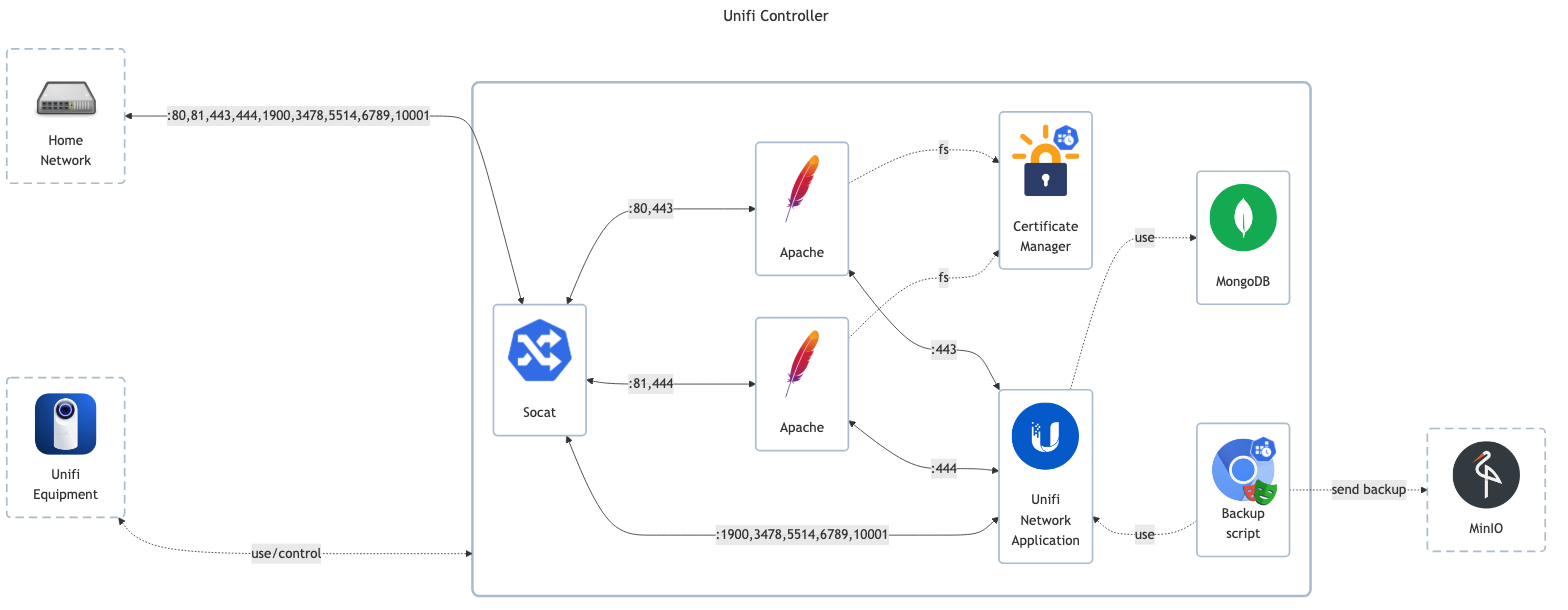 Unifi Controller
Home
Network
:80,81,443,444,1900,3478,5514,6789,10001
Unifi
Equipment
use/control
Socat
:80,443
:81,444
:1900,3478,5514,6789,10001
Apache
Apache
fs
fs
:443
:444
Certificate
Manager
Unifi
Network
Application
use
use
MongoDB
Backup
script
send backup
MinIO